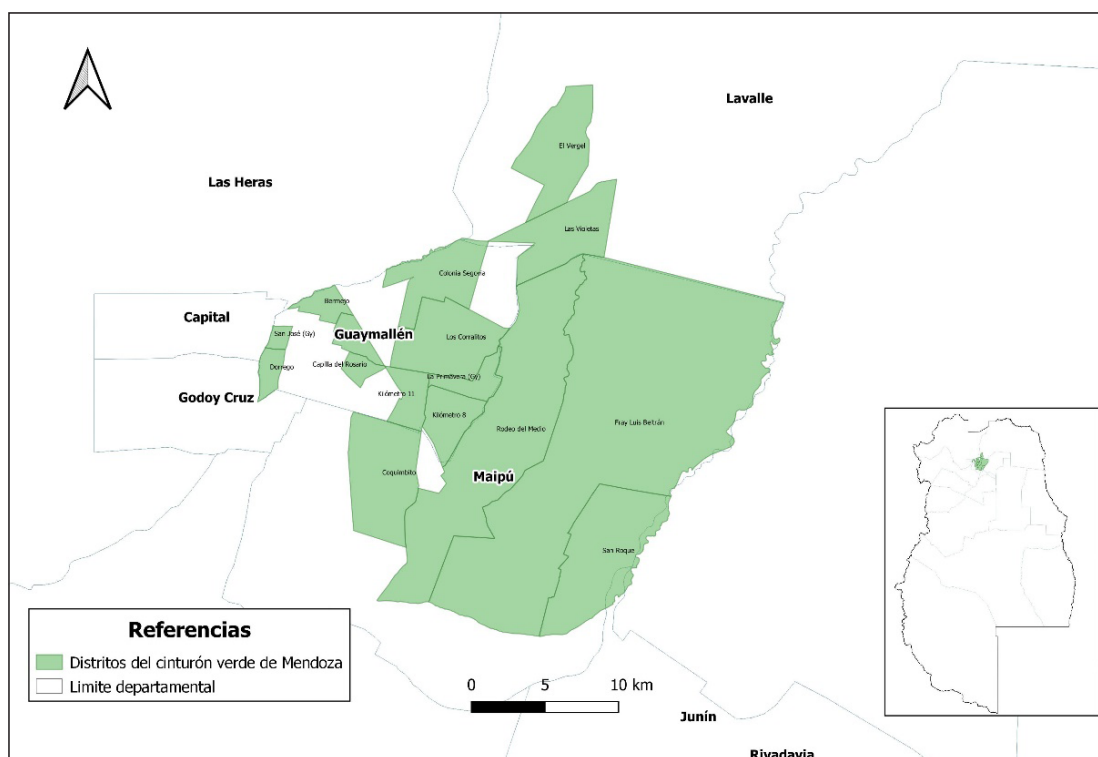 Lavalle
El Vergel
Las Heras
Las Violetas
Colonia Segovia
Bermejo
Capital
San José (Gy)
Guaymallén
Los Corralitos
Capilla del Rosario
Dorrego
La Primavera (Gy)
Godoy Cruz
Kilómetro 11
Kilómetro 8
Rodeo del Medio
Fray Luis Beltrán
Coquimbito
Maipú
San Roque
Referencias
Distritos del cinturón verde de Mendoza
Limite departamental
0 5 10 km
Junín
Rivadavia